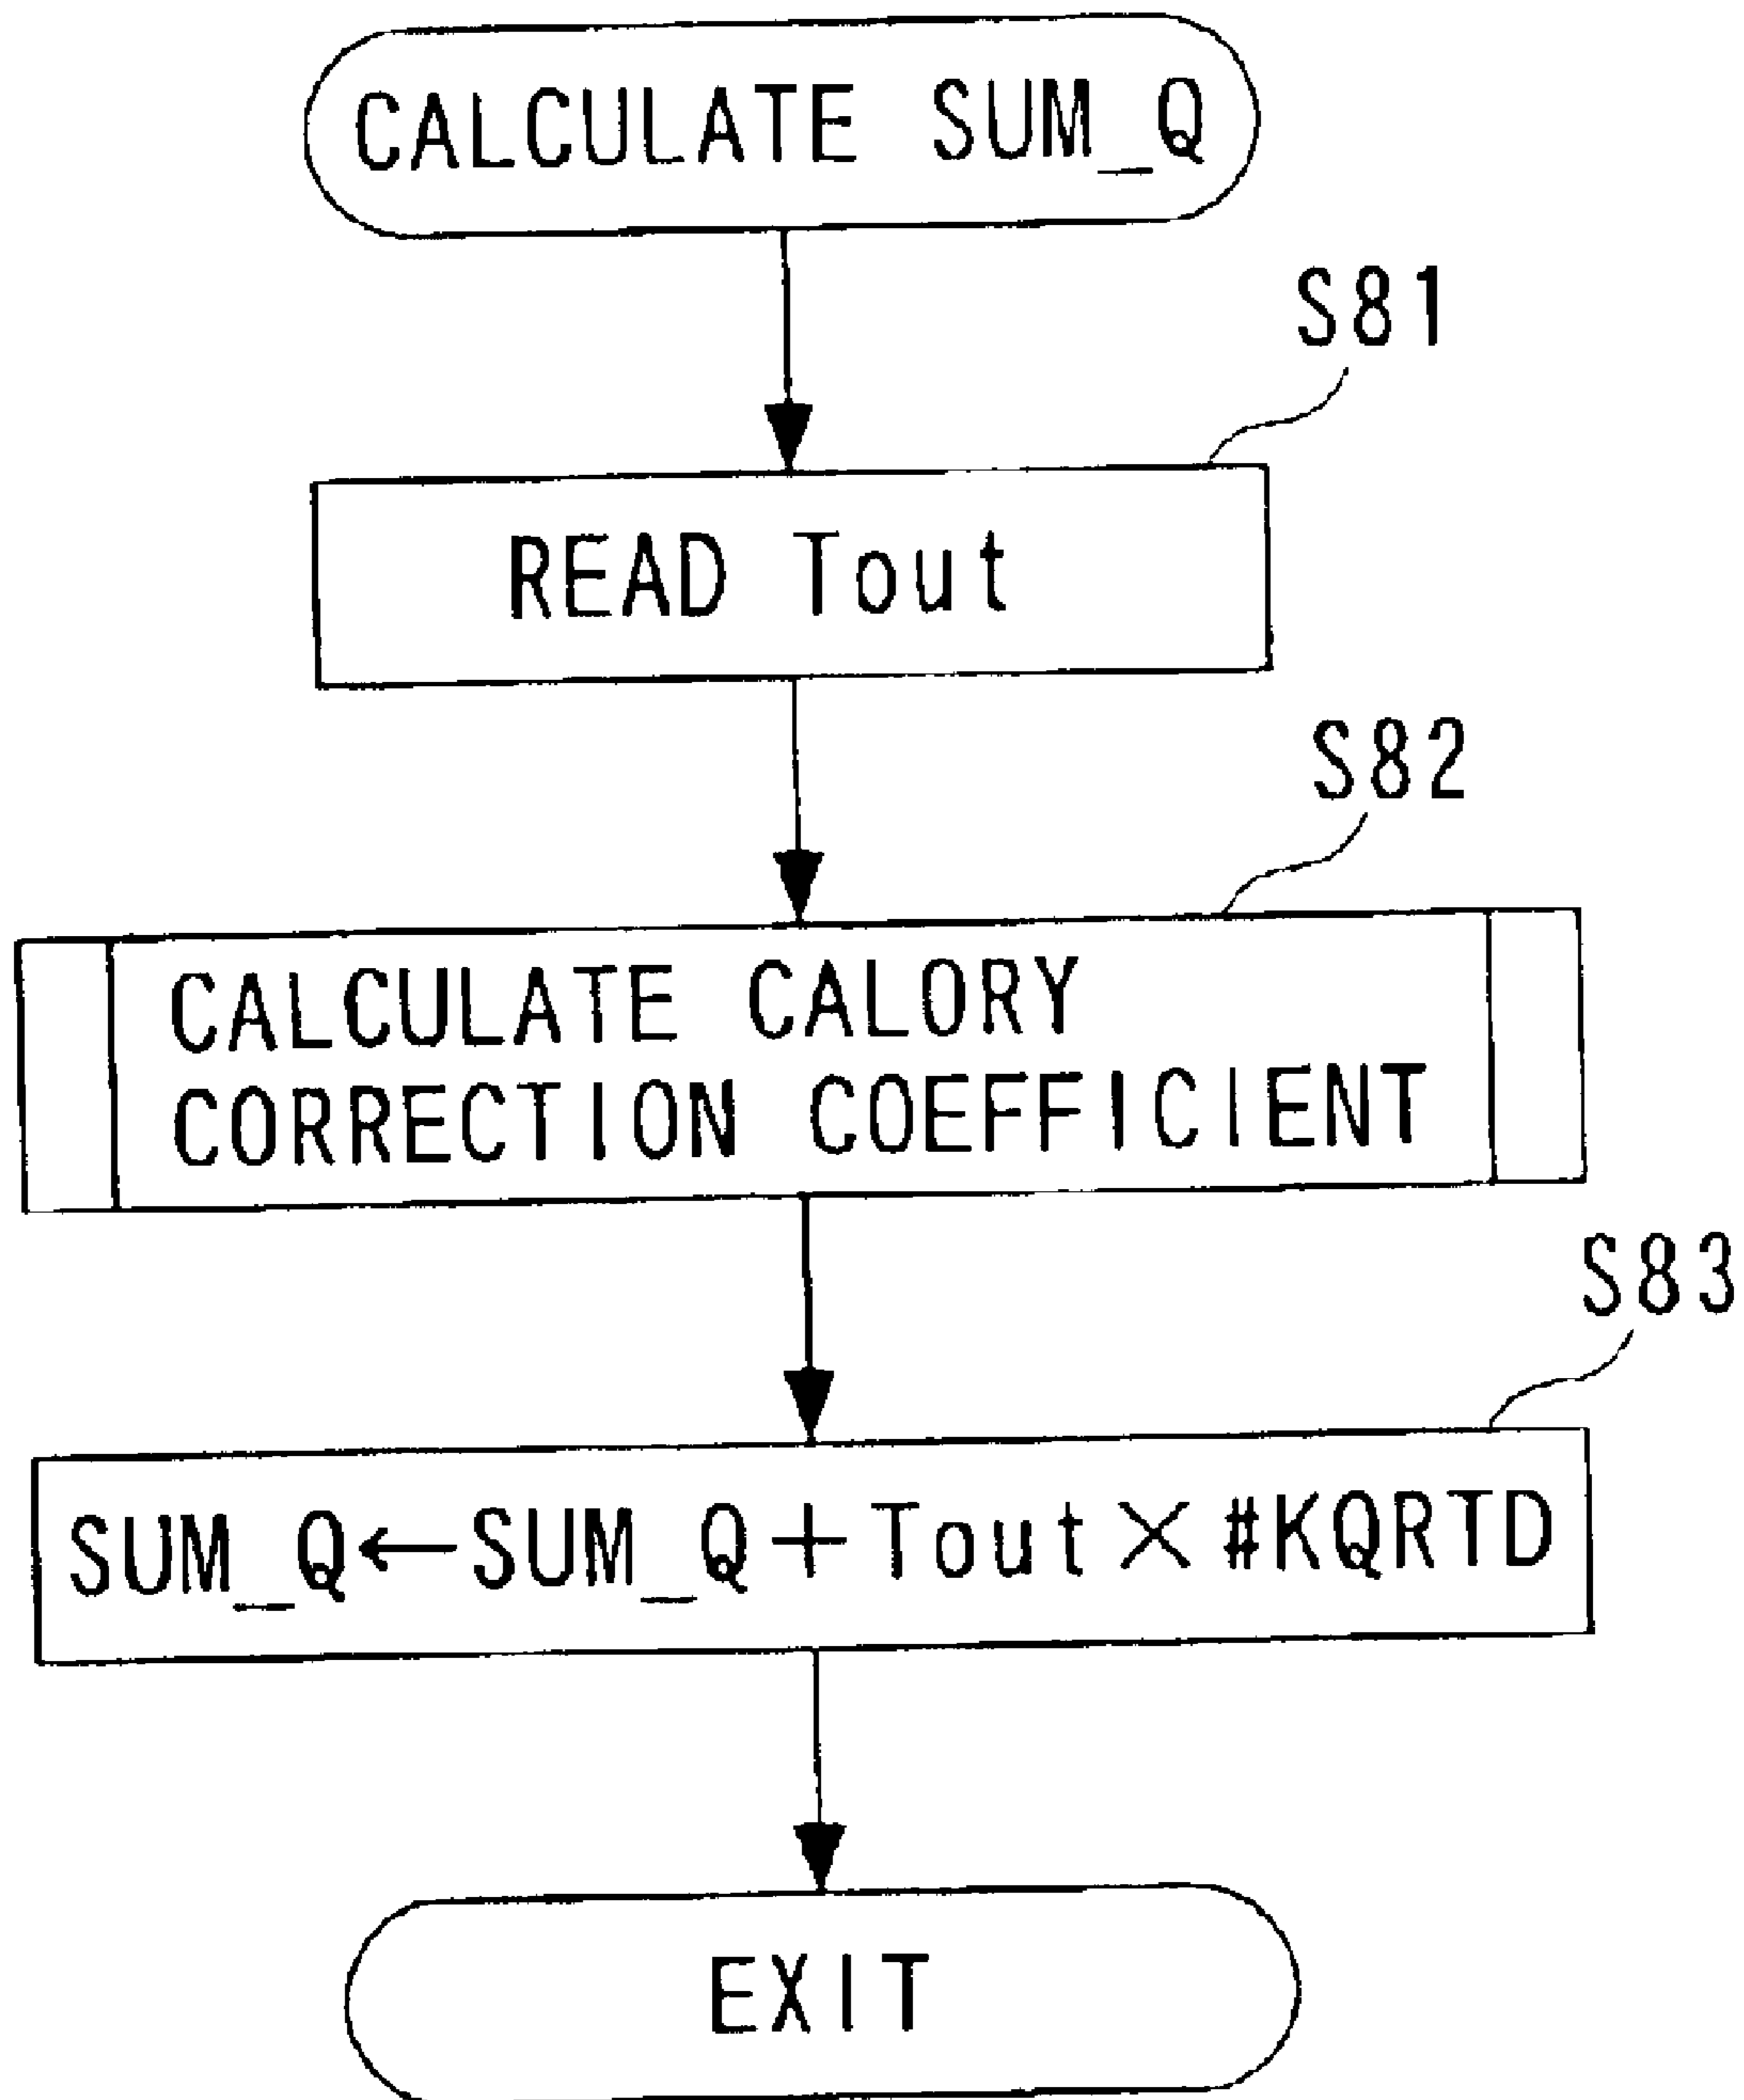 CALCULATE SUM_Q
S81
READ Tout
S82
CALCULATE CALORY
CORRECTION COEFFICIENT
S83
SUM_Q←SUM_Q+Tout×#KQRTD
EXIT